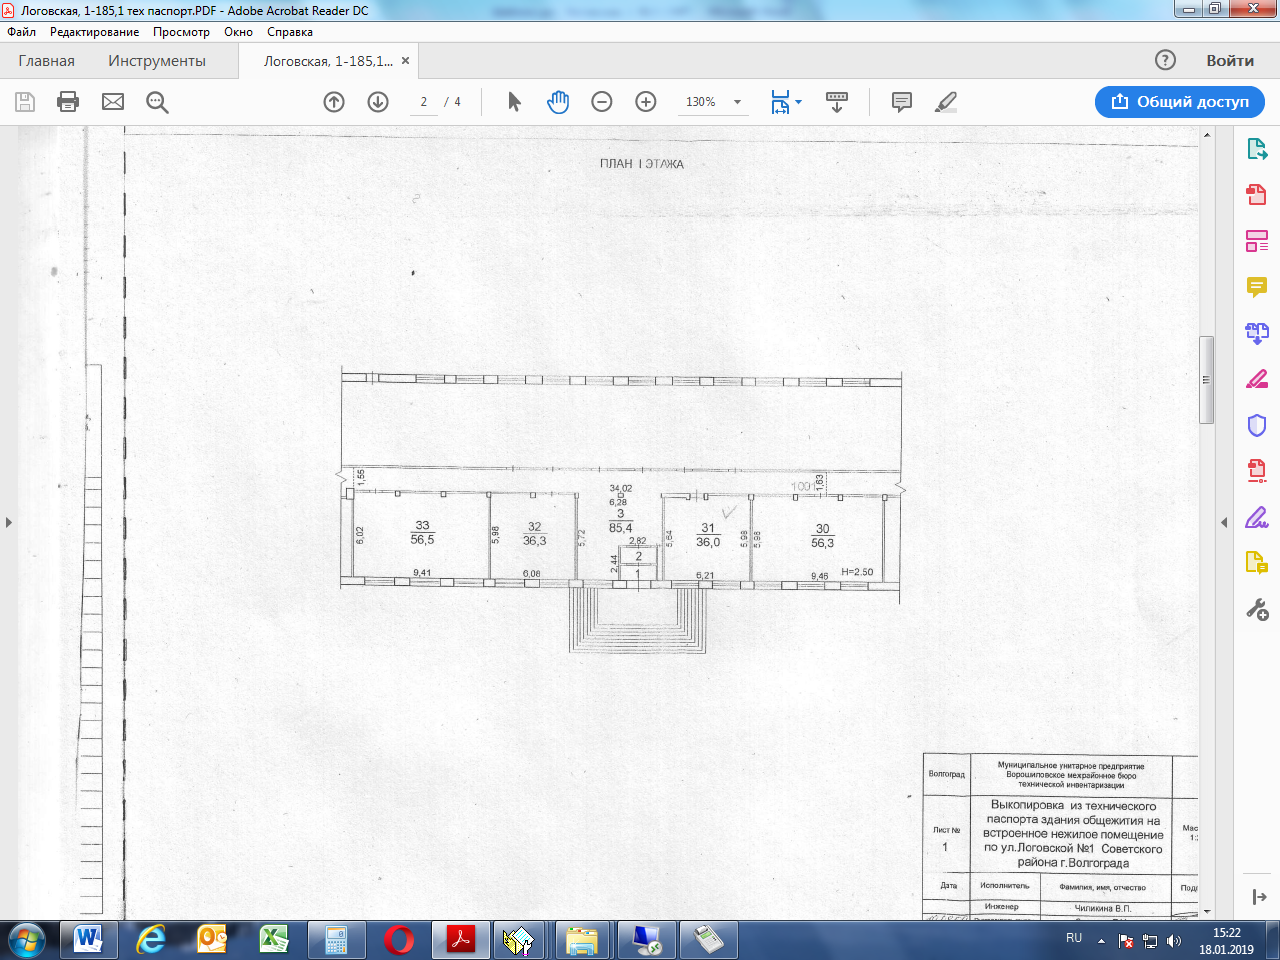 Логовская, 1-185,1 тех паспорт.PDF - Adobe Acrobat Reader DC
Файл Редактирование Просмотр Окно Справка
Главная Инструменты Логовская, 1-185,1... × Войти
2 / 4 130% Общий доступ
ПЛАН I ЭТАЖА
1,55
34,02
6,28
1001
1,63
6,02
33
56,5
9,41
5,98
32
36,3
6,08
5,72
3
85,4
2,82
2,44
2
1
5,64
31
36,0
6,21
5,98
5,98
30
56,3
9,46
H=2.50
Волгоград
Муниципальное унитарное предприятие
Ворошиловское межрайонное бюро
технической инвентаризации
Лист №
1
Выкопировка из технического
паспорта здания общежития на
встроенное нежилое помещение
по ул.Логовской №1 Советского
района г.Волгограда
Дата Исполнитель Фамилия, имя, отчество
Инженер Чиликина В.П.
RU
15:22
18.01.2019